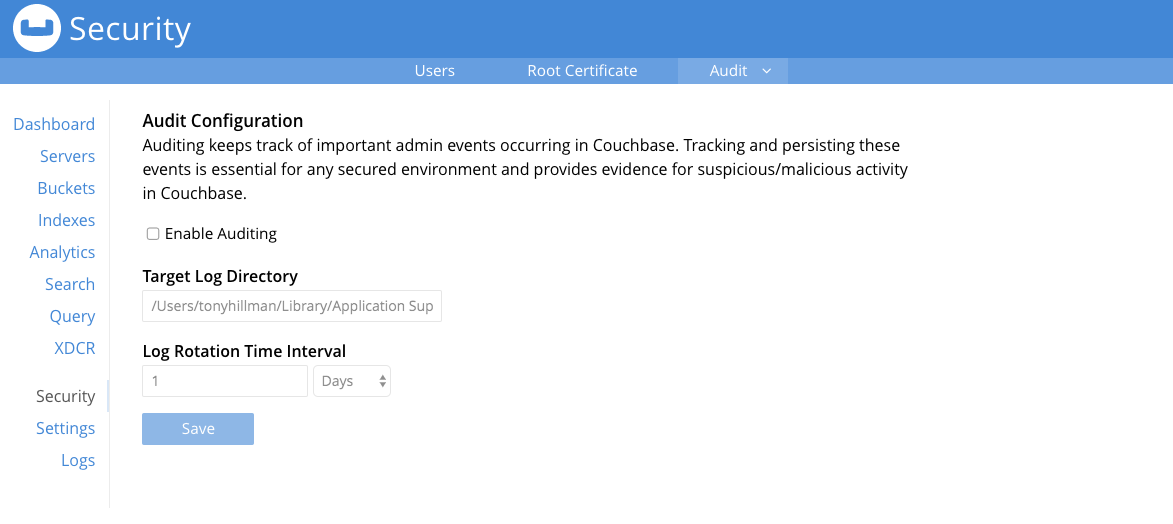 Security
Users
Root Certificate
Audit
Dashboard
Servers
Buckets
Indexes
Analytics
Search
Query
XDCR
Security
Settings
Logs
Audit Configuration
Auditing keeps track of important admin events occurring in Couchbase. Tracking and persisting these
events is essential for any secured environment and provides evidence for suspicious/malicious activity
in Couchbase.
Enable Auditing
Target Log Directory
/Users/tonyhillman/Library/Application Sup
Log Rotation Time Interval
1
Days
Save